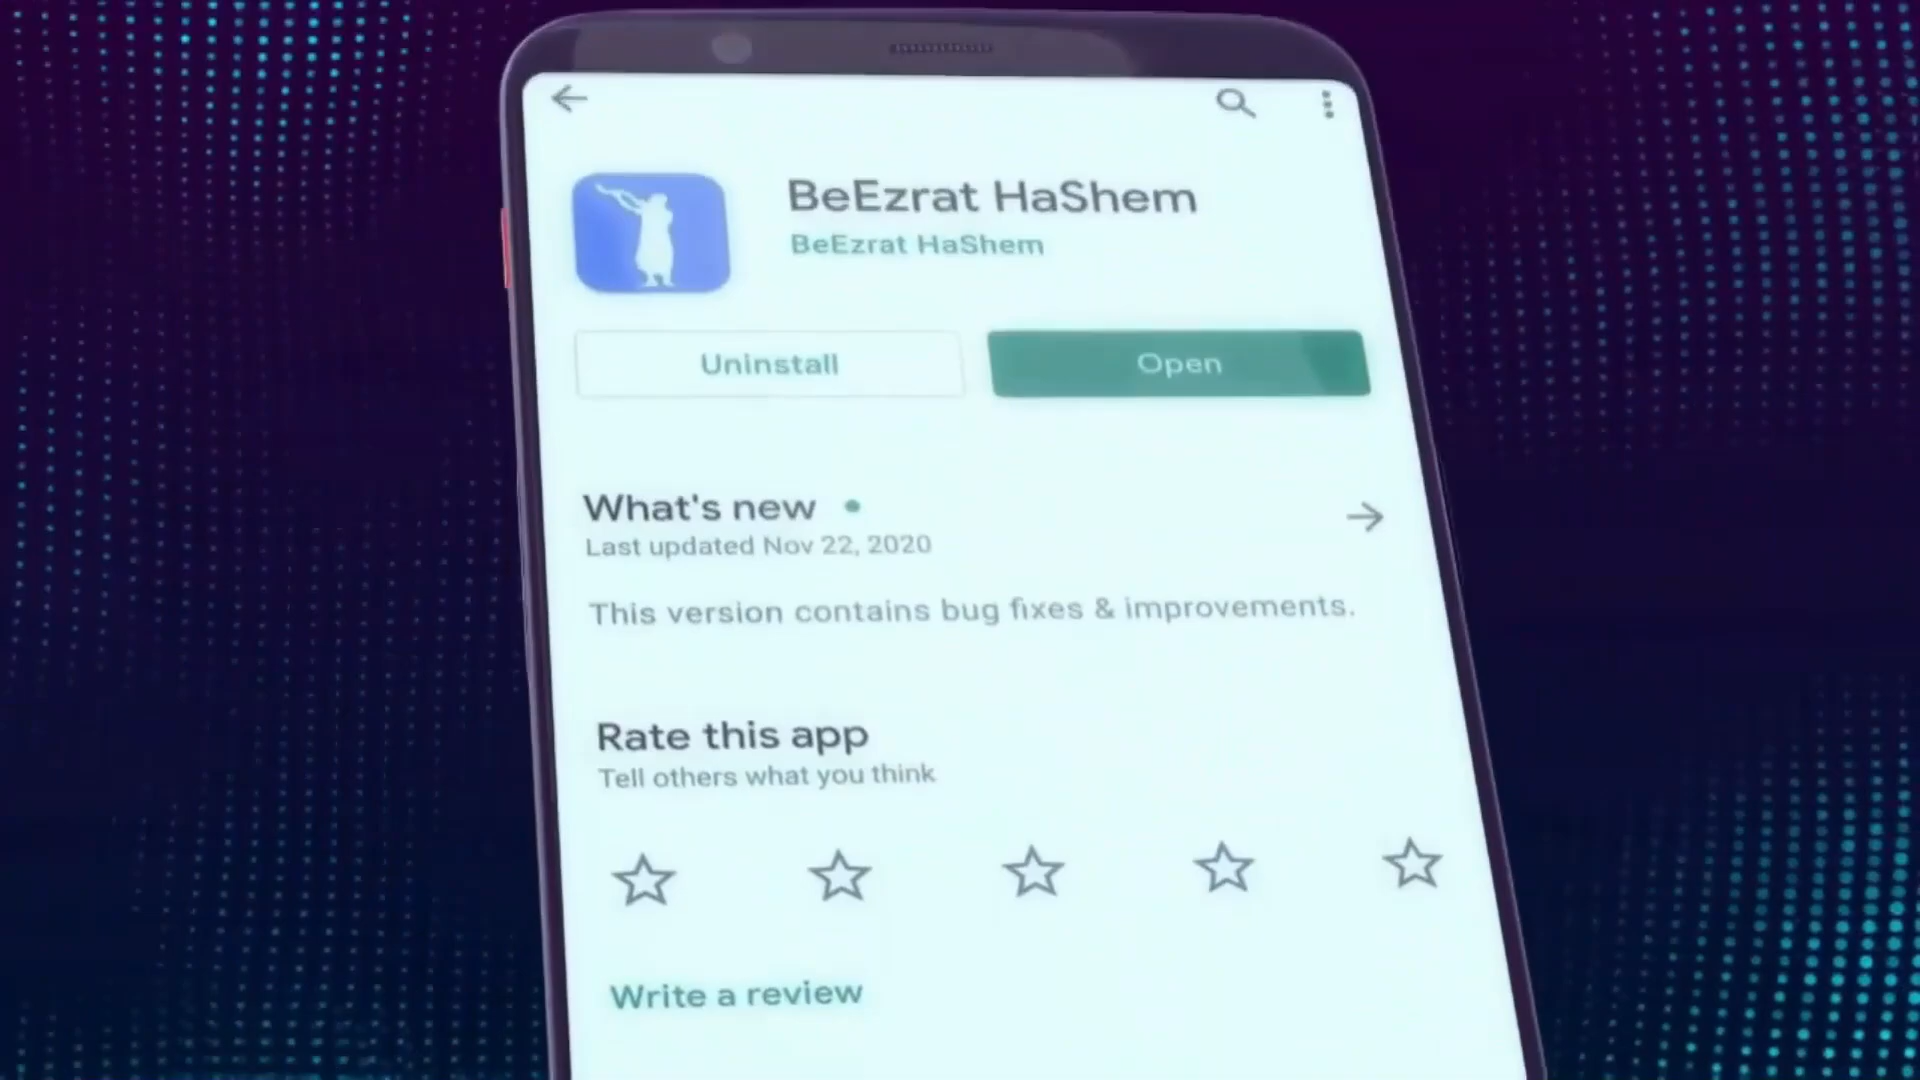 BeEzrat HaShem
BeEzrat HaShem
Uninstall
Open
What's new
Last updated Nov 22, 2020
This version contains bug fixes & improvements.
Rate this app
Tell others what you think
Write a review